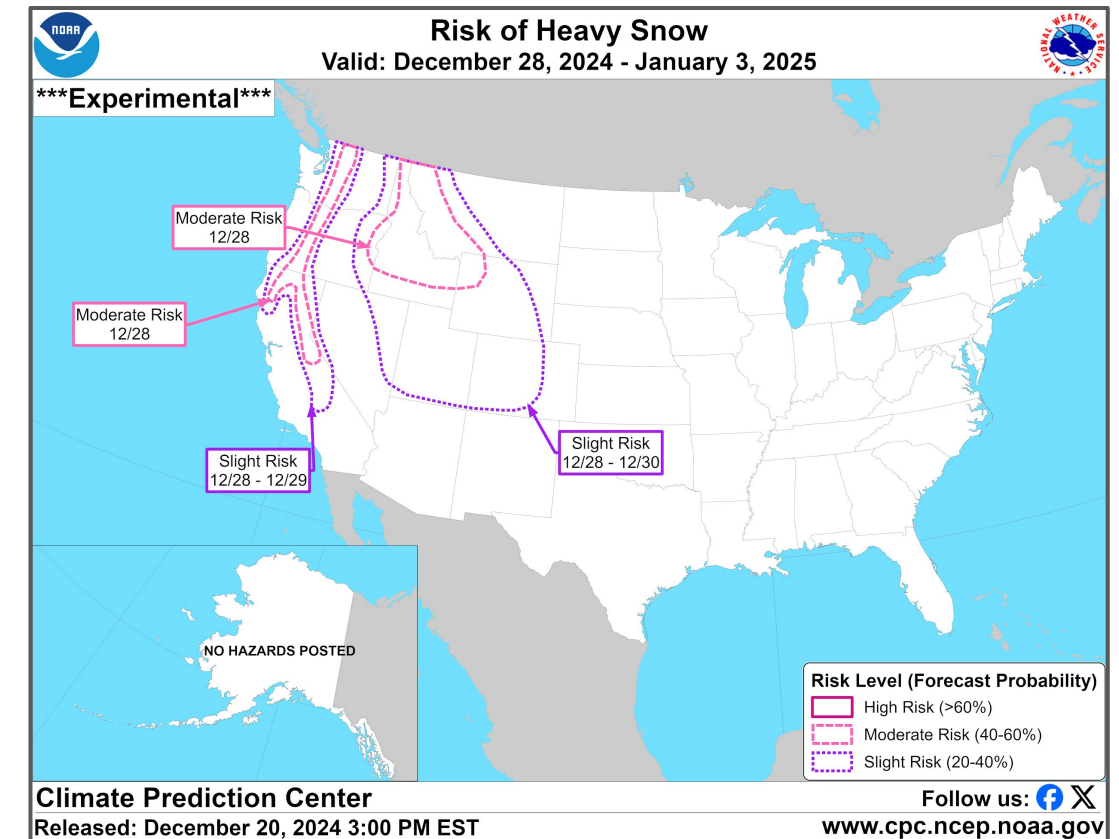 NOAA
Risk of Heavy Snow
Valid: December 28, 2024 - January 3, 2025
NATIONAL WEATHER SERVICE
***Experimental***
Moderate Risk
12/28
Moderate Risk
12/28
Slight Risk
12/28 - 12/29
Slight Risk
12/28 - 12/30
NO HAZARDS POSTED
Risk Level (Forecast Probability)
High Risk (>60%)
Moderate Risk (40-60%)
Slight Risk (20-40%)
Climate Prediction Center
Follow us:
Released: December 20, 2024 3:00 PM EST
www.cpc.ncep.noaa.gov